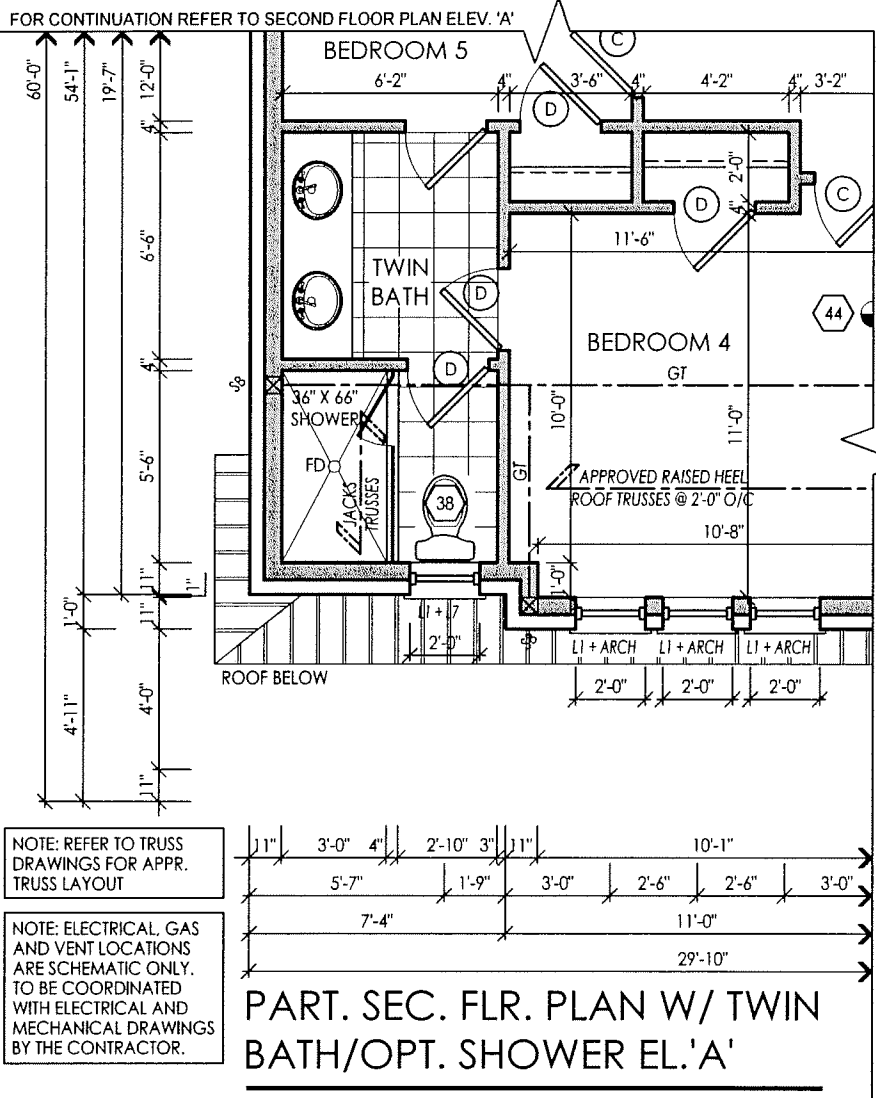 FOR CONTINUATION REFER TO SECOND FLOOR PLAN ELEV. 'A'
BEDROOM 5
C
60'-0"
54'-1"
19'-7"
12'-0"
6'-2"
4"
3'-6"
4"
4'-2"
4"
3'-2"
D
4"
2'-0"
4"
D
C
6'-6"
11'-6"
TWIN
BATH
D
44
BEDROOM 4
GT
4"
D
SB
36" X 66"
SHOWER
10'-0"
11'-0"
5'-6"
FD
JACKS
TRUSSES
38
GT
APPROVED RAISED HEEL
ROOF TRUSSES @ 2'-0" O/C
10'-8"
11"
1"
1'-0"
1'-0"
11"
L1 + L7
2'-0"
SB
L1 + ARCH
L1 + ARCH
L1 + ARCH
ROOF BELOW
2'-0"
2'-0"
2'-0"
4'-11"
4'-0"
11"
NOTE: REFER TO TRUSS
DRAWINGS FOR APPR.
TRUSS LAYOUT
11"
3'-0"
4"
2'-10"
3"
11"
10'-1"
5'-7"
1'-9"
3'-0"
2'-6"
2'-6"
3'-0"
7'-4"
11'-0"
29'-10"
NOTE: ELECTRICAL, GAS
AND VENT LOCATIONS
ARE SCHEMATIC ONLY.
TO BE COORDINATED
WITH ELECTRICAL AND
MECHANICAL DRAWINGS
BY THE CONTRACTOR.
PART. SEC. FLR. PLAN W/ TWIN
BATH/OPT. SHOWER EL.'A'